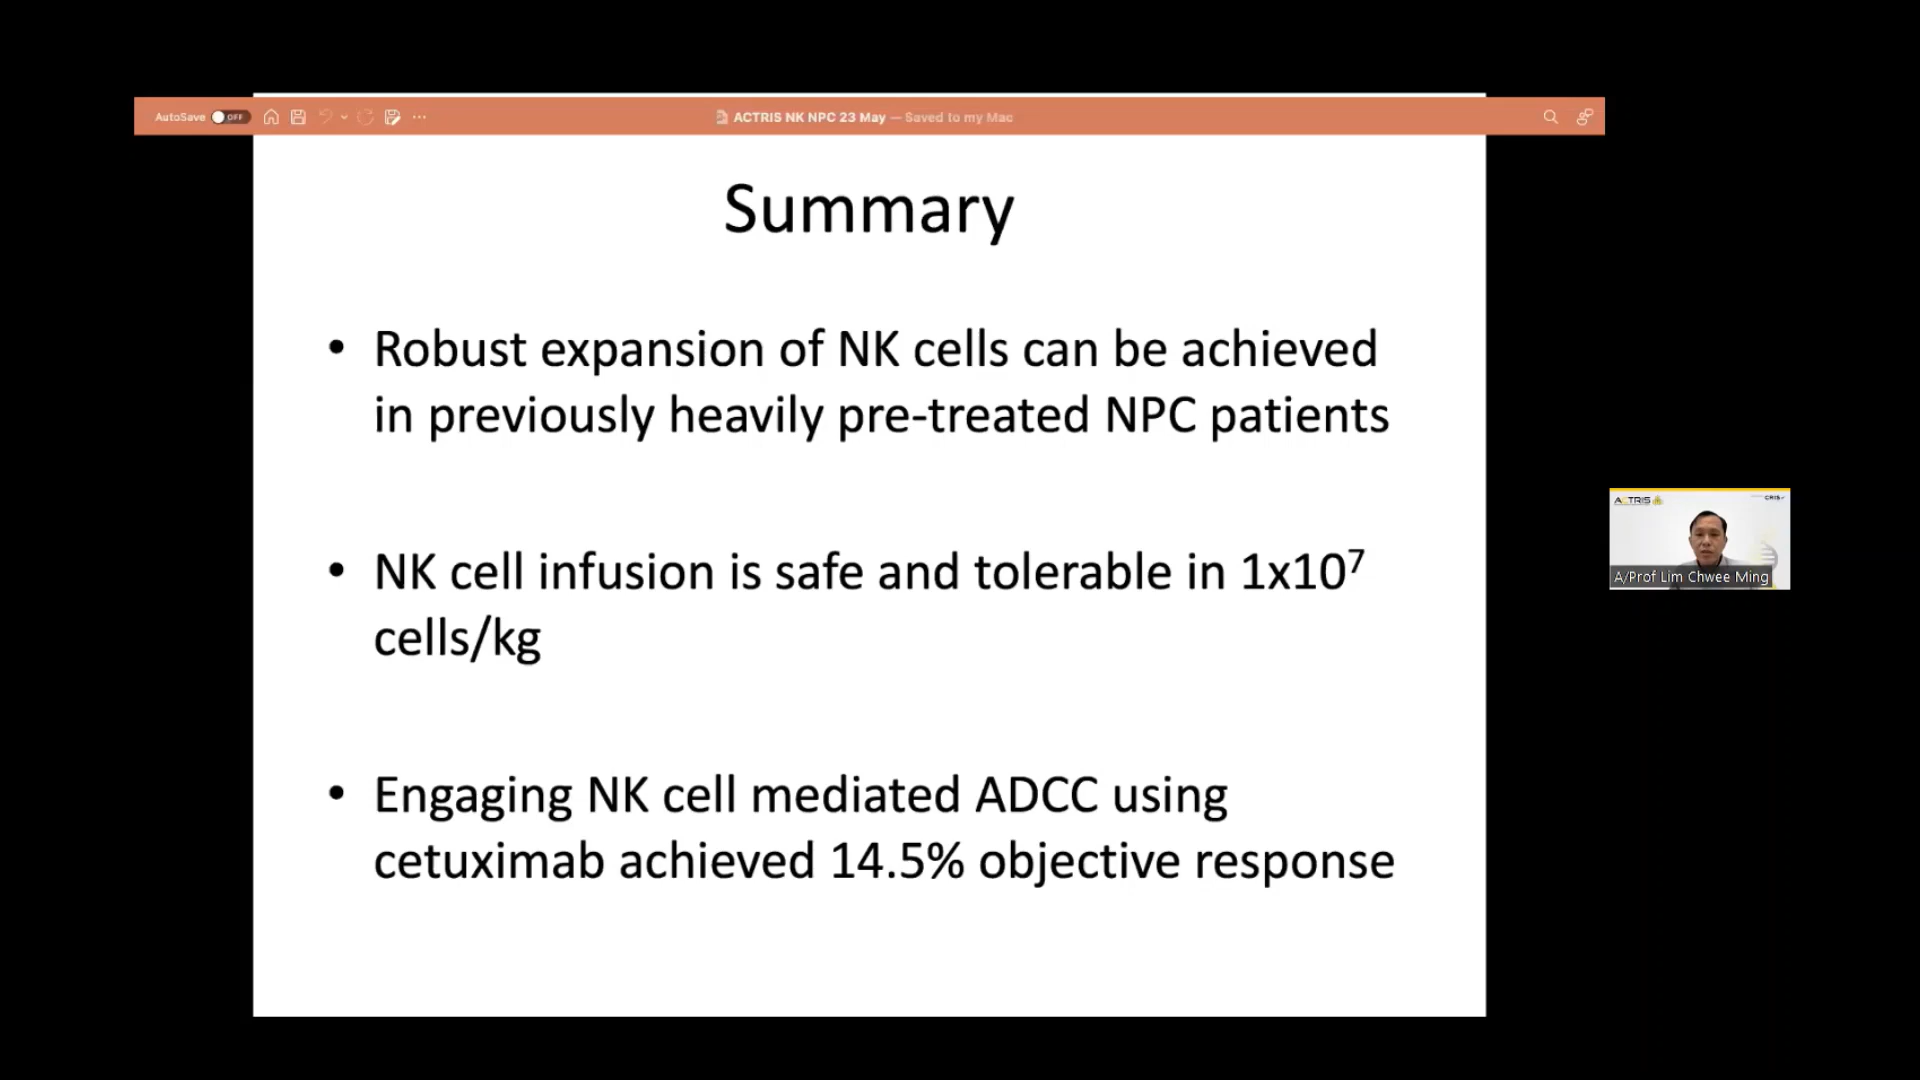 AutoSave OFF
ACTRIS NK NPC 23 May — Saved to my Mac
Summary
• Robust expansion of NK cells can be achieved
in previously heavily pre-treated NPC patients
• NK cell infusion is safe and tolerable in 1x10⁷
cells/kg
• Engaging NK cell mediated ADCC using
cetuximab achieved 14.5% objective response
ACTRIS
CRIS
A/Prof Lim Chwee Ming